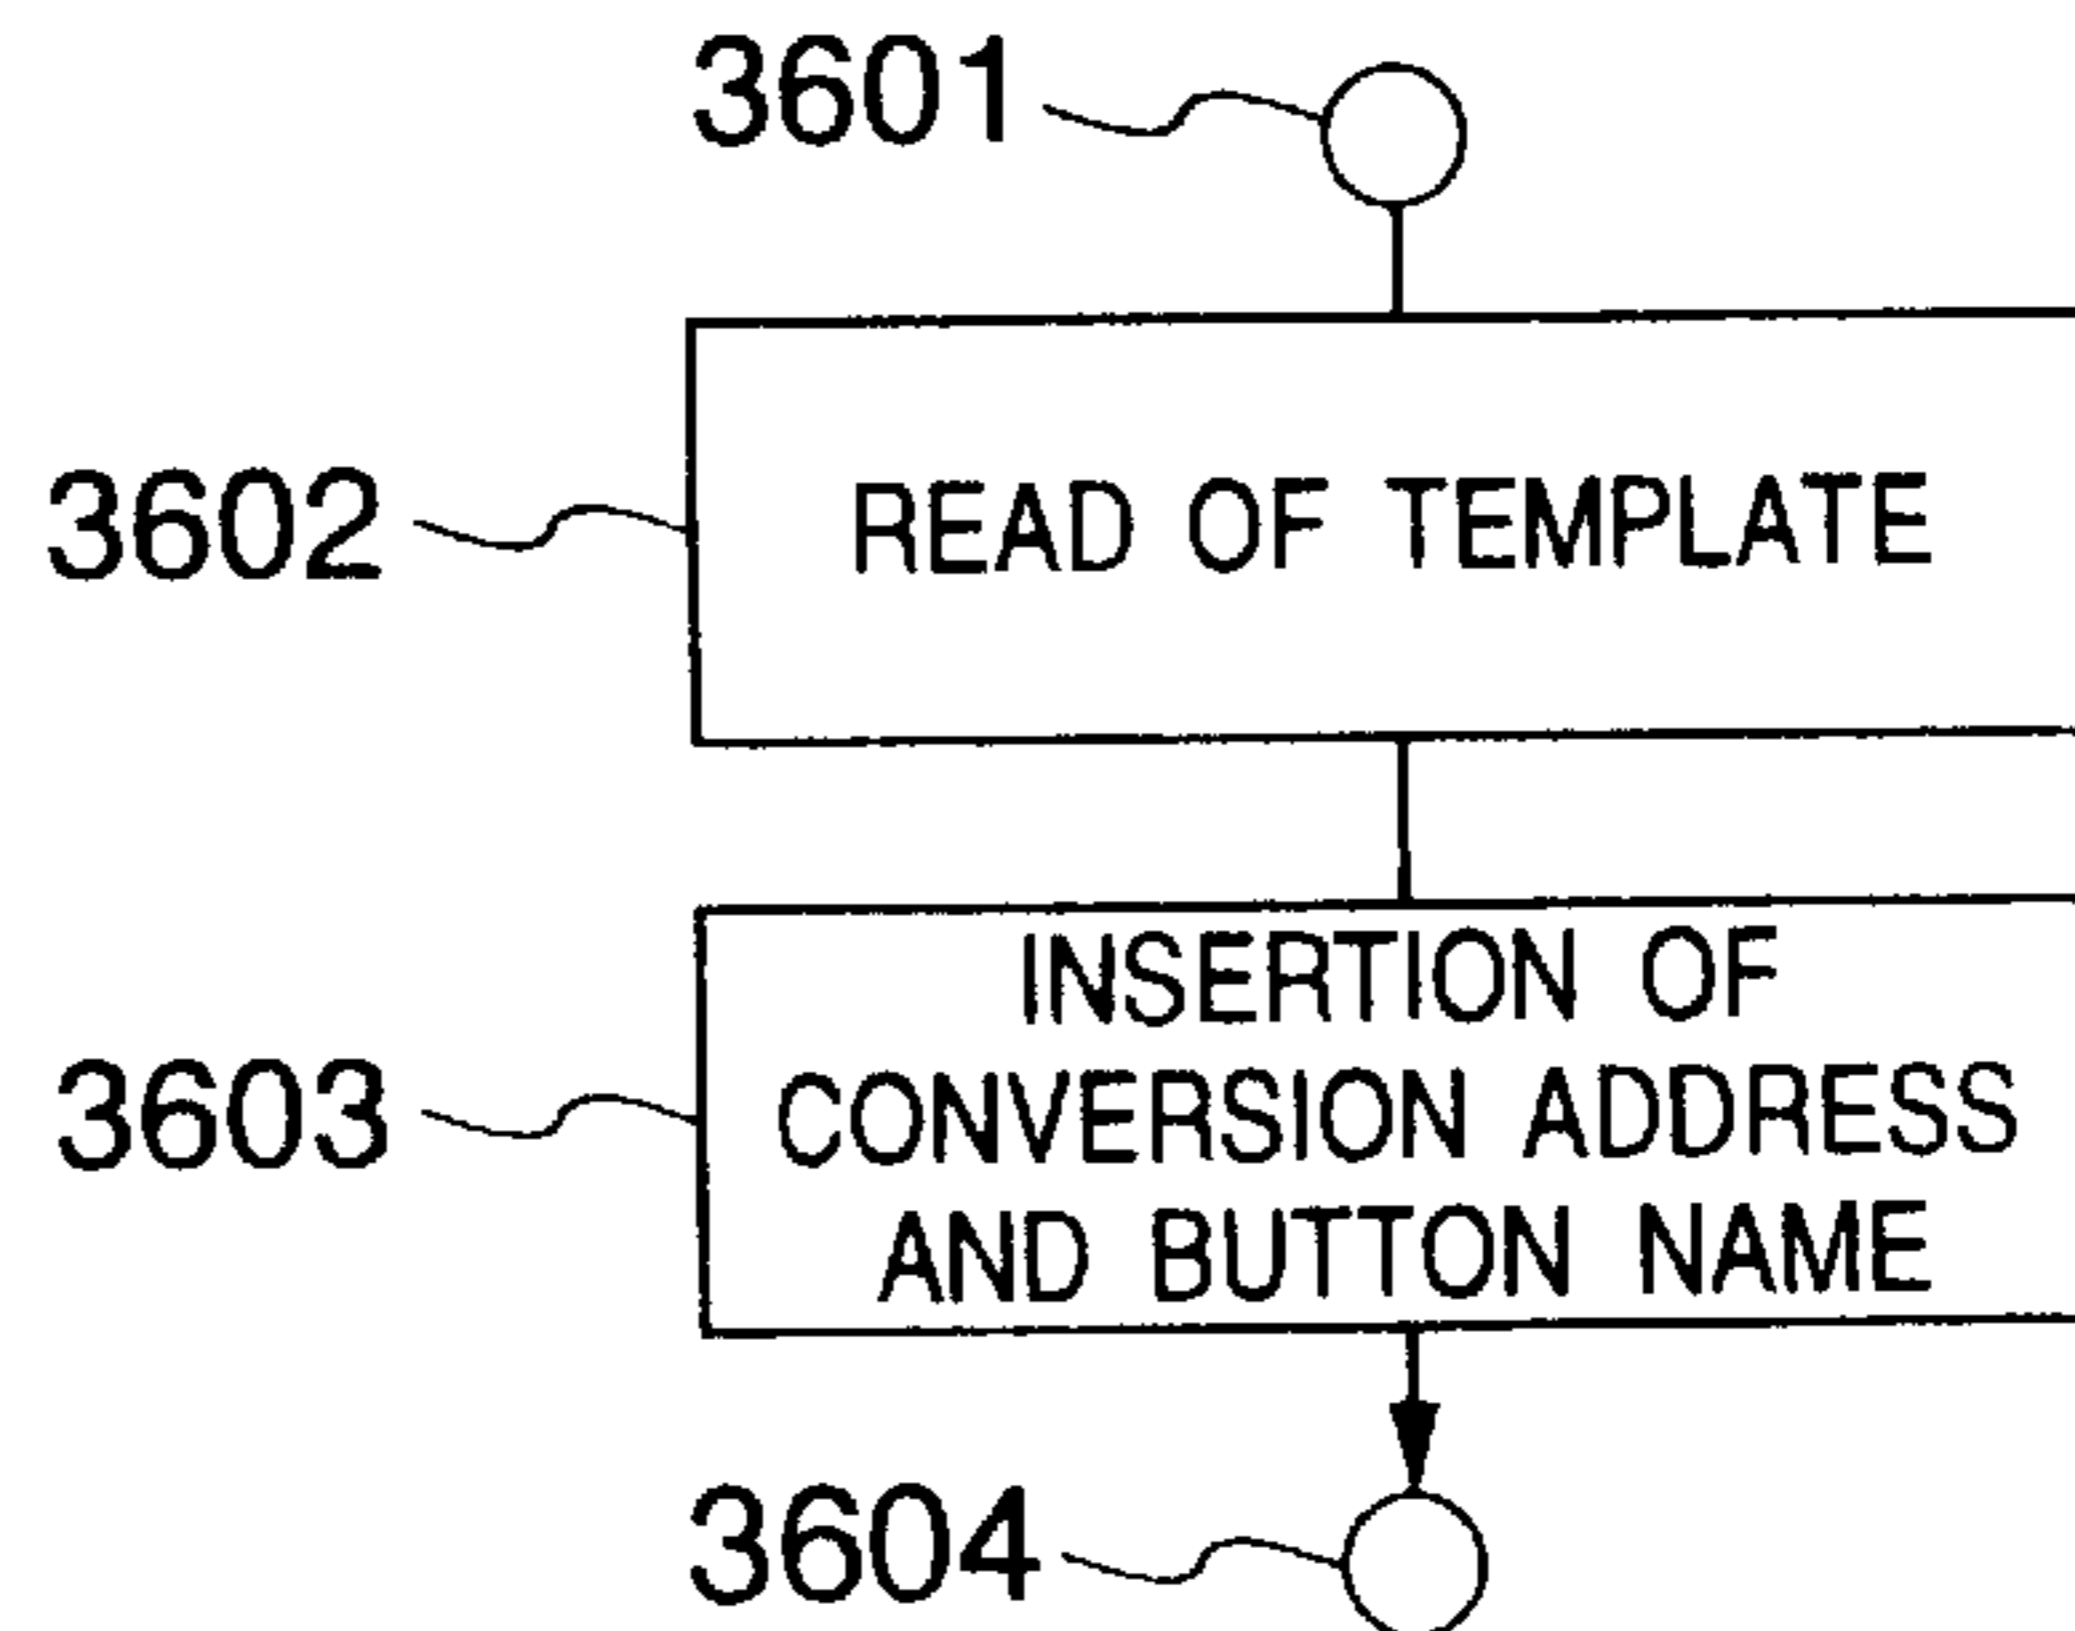 3601
3602
READ OF TEMPLATE
3603
INSERTION OF
CONVERSION ADDRESS
AND BUTTON NAME
3604